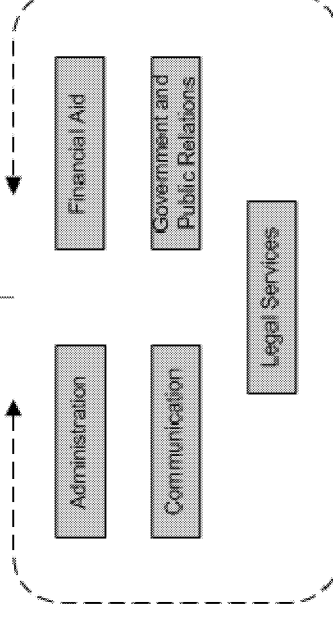 Administration
Financial Aid
Communication
Government and
Public Relations
Legal Services